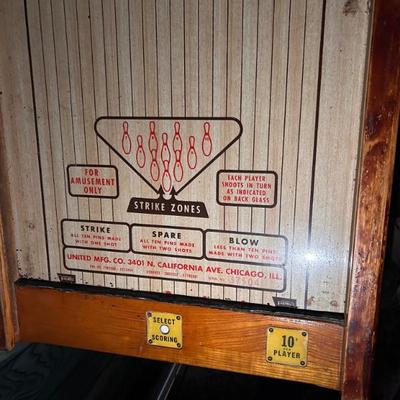 FOR
AMUSEMENT
ONLY
EACH PLAYER
SHOOTS IN TURN
AS INDICATED
ON BACK GLASS
STRIKE ZONES
STRIKE
ALL TEN PINS MADE
WITH ONE SHOT
SPARE
ALL TEN PINS MADE
WITH TWO SHOTS
BLOW
LESS THAN TEN PINS
MADE WITH TWO SHOTS
UNITED MFG. CO. 3401 N. CALIFORNIA AVE. CHICAGO, ILL.
SELECT
SCORING
10¢
PER
PLAYER